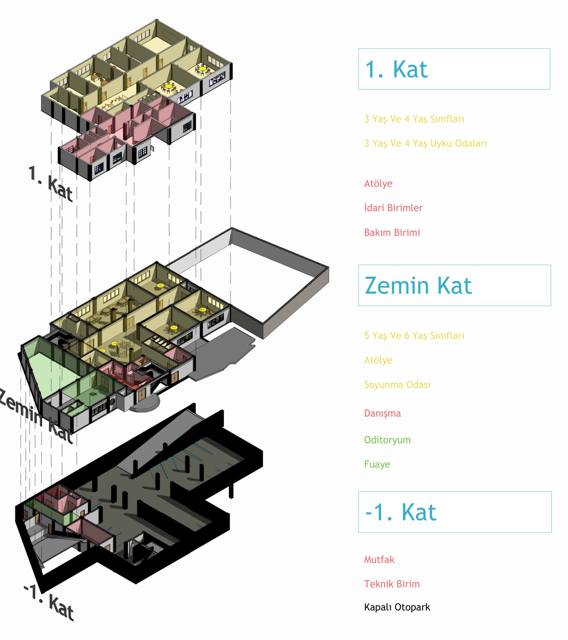 1. Kat
3 Yaş Ve 4 Yaş Sınıfları
3 Yaş Ve 4 Yaş Uyku Odaları
Atölye
İdari Birimler
Bakım Birimi
1. Kat
Zemin Kat
5 Yaş Ve 6 Yaş Sınıfları
Atölye
Soyunma Odası
Danışma
Oditoryum
Fuaye
Zemin Kat
-1. Kat
Mutfak
Teknik Birim
Kapalı Otopark
-1. Kat